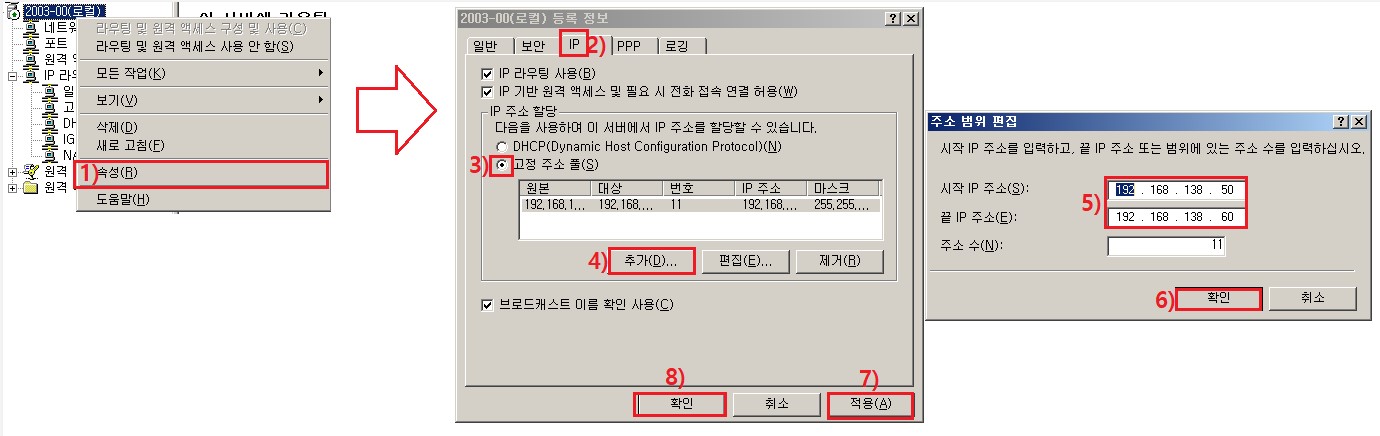 2003-00(로컬)
네트워
포트
원격 액
IP 라우
일
고
DH
IG
NA
원격
원격
라우팅 및 원격 액세스 구성 및 사용(C)
라우팅 및 원격 액세스 사용 안 함(S)
모든 작업(K)
보기(V)
삭제(D)
새로 고침(F)
1) 속성(R)
도움말(H)
2003-00(로컬) 등록 정보
일반 보안 IP 2) PPP 로깅
IP 라우팅 사용(B)
IP 기반 원격 액세스 및 필요 시 전화 접속 연결 허용(W)
IP 주소 할당
다음을 사용하여 이 서버에서 IP 주소를 할당할 수 있습니다.
DHCP(Dynamic Host Configuration Protocol)(N)
3) 고정 주소 풀(S)
원본 대상 번호 IP 주소 마스크
192,168,1... 192,168,... 11 192,168,... 255,255,...
4) 추가(D)... 편집(E)... 제거(R)
브로드캐스트 이름 확인 사용(C)
8) 7)
확인 취소 적용(A)
주소 범위 편집
시작 IP 주소를 입력하고, 끝 IP 주소 또는 범위에 있는 주소 수를 입력하십시오.
시작 IP 주소(S): 192 . 168 . 138 . 50
5)
끝 IP 주소(E): 192 . 168 . 138 . 60
주소 수(N): 11
6) 확인 취소